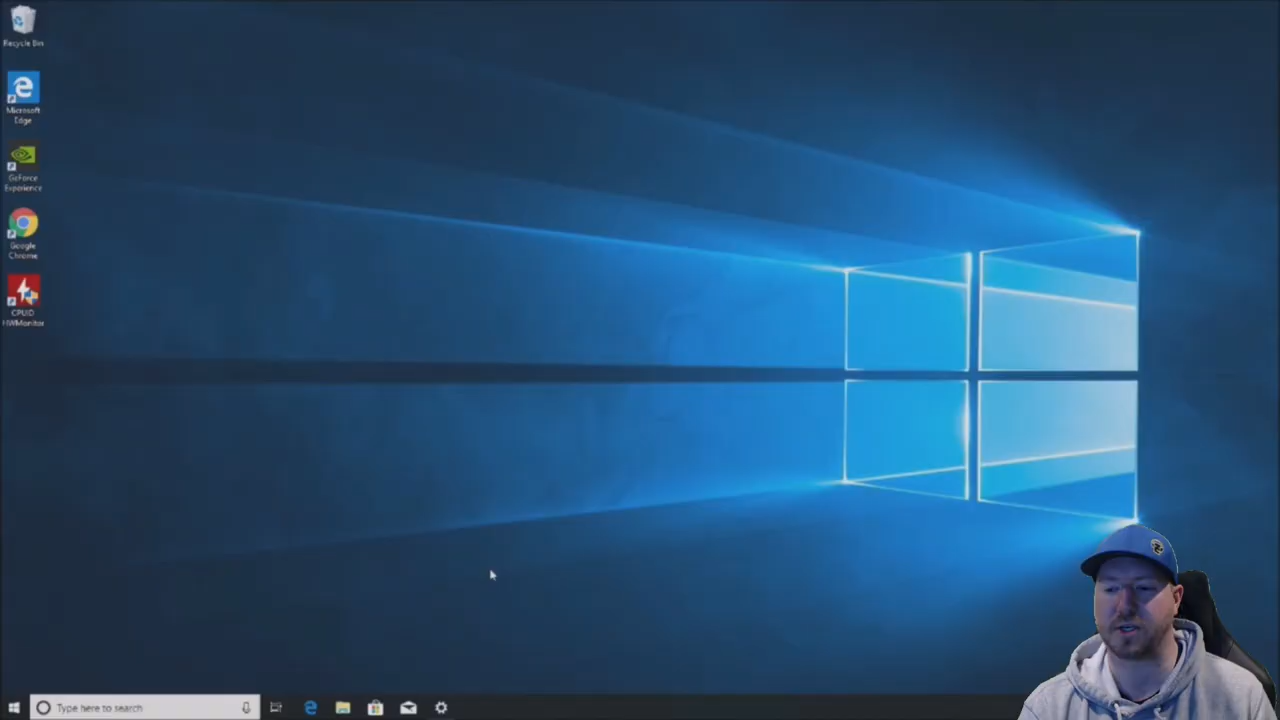 Recycle Bin
Microsoft
Edge
GeForce
Experience
Google
Chrome
CPUID
HWMonitor
Type here to search